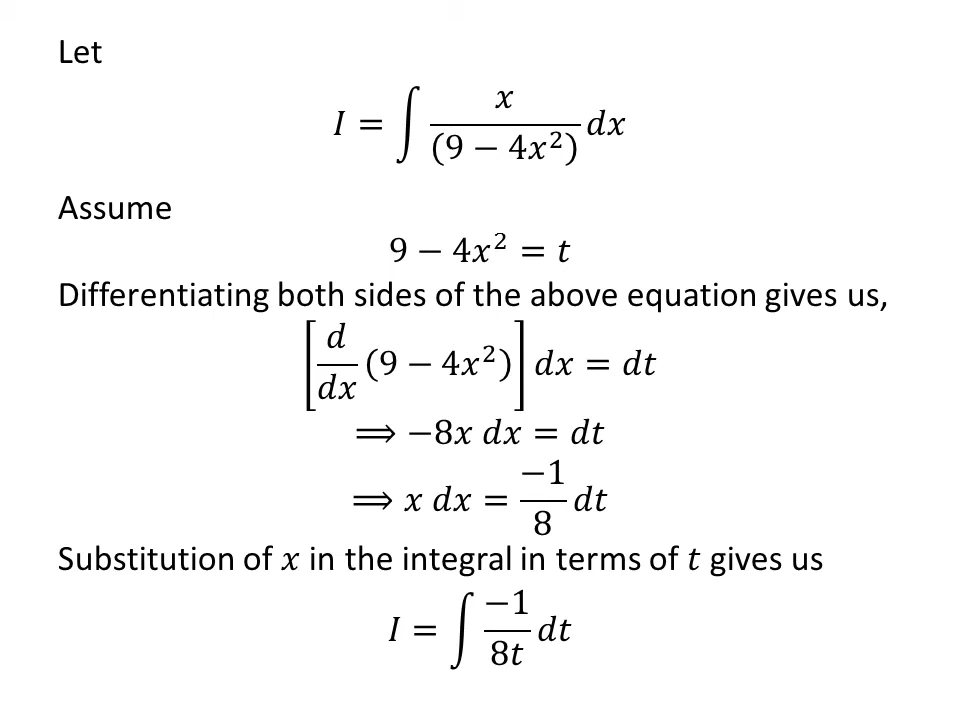 Let
I = ∫ x/(9 − 4x²) dx
Assume
9 − 4x² = t
Differentiating both sides of the above equation gives us,
[d/dx (9 − 4x²)] dx = dt
⟹ −8x dx = dt
⟹ x dx = −1/8 dt
Substitution of x in the integral in terms of t gives us
I = ∫ −1/8t dt